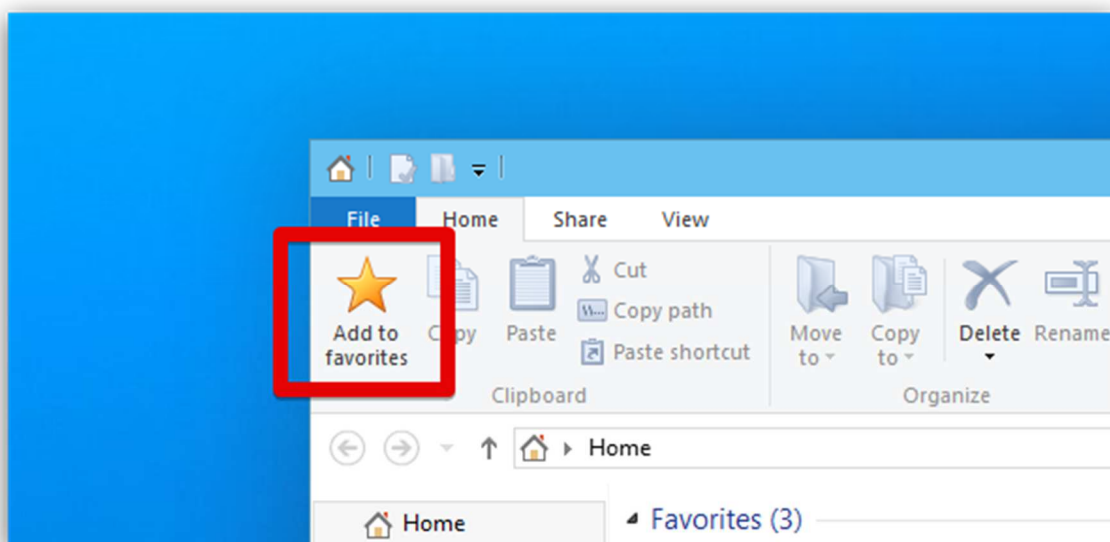 File Home Share View
Add to favorites
Copy
Paste
Cut
Copy path
Paste shortcut
Move to
Copy to
Delete
Rename
Clipboard
Organize
Home
Home
Favorites (3)